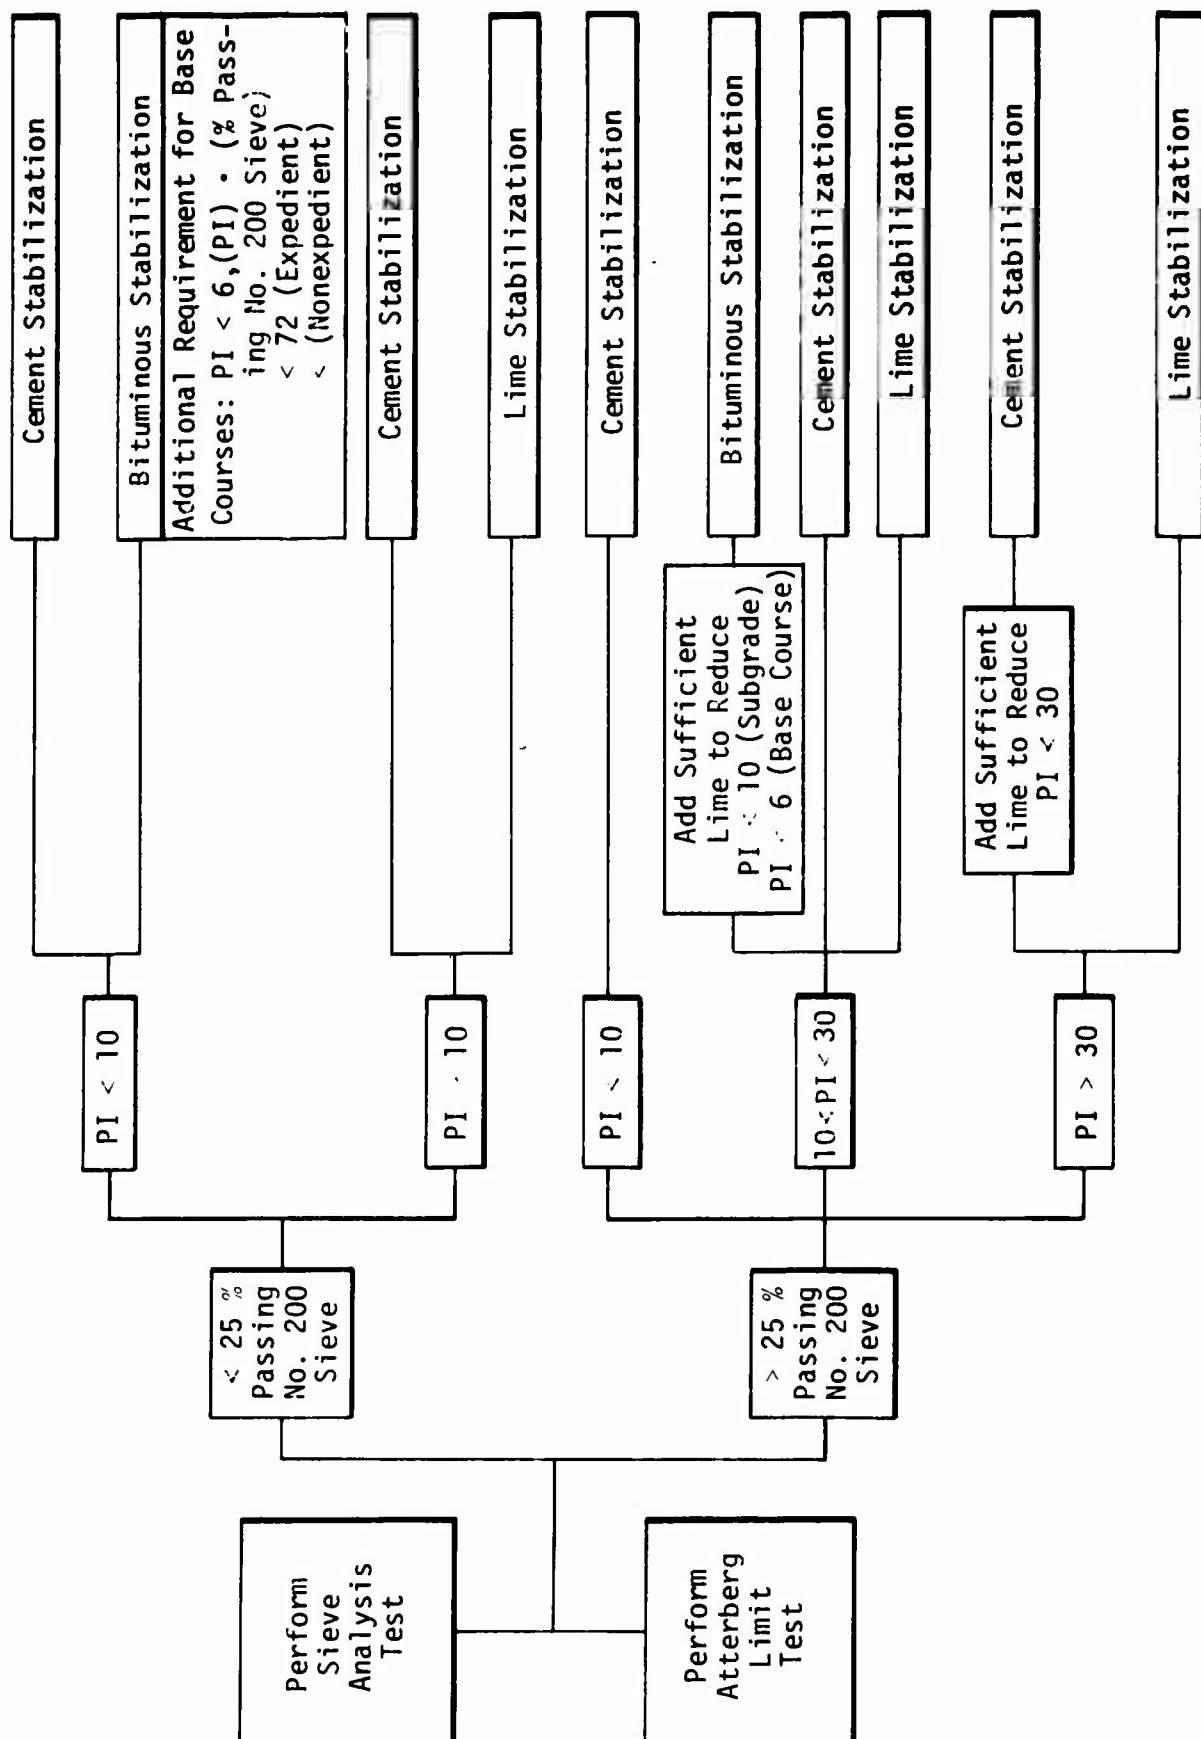 Perform
Sieve
Analysis
Test
Perform
Atterberg
Limit
Test
< 25 %
Passing
No. 200
Sieve
> 25 %
Passing
No. 200
Sieve
PI < 10
PI 10
PI < 10
10<PI< 30
PI > 30
Add Sufficient
Lime to Reduce
PI < 10 (Subgrade)
PI 6 (Base Course)
Add Sufficient
Lime to Reduce
PI < 30
Cement Stabilization
Bituminous Stabilization
Additional Requirement for Base
Courses: PI < 6,(PI) · (% Pass-
ing No. 200 Sieve)
< 72 (Expedient)
< (Nonexpedient)
Cement Stabilization
Lime Stabilization
Cement Stabilization
Bituminous Stabilization
Cement Stabilization
Lime Stabilization
Cement Stabilization
Lime Stabilization